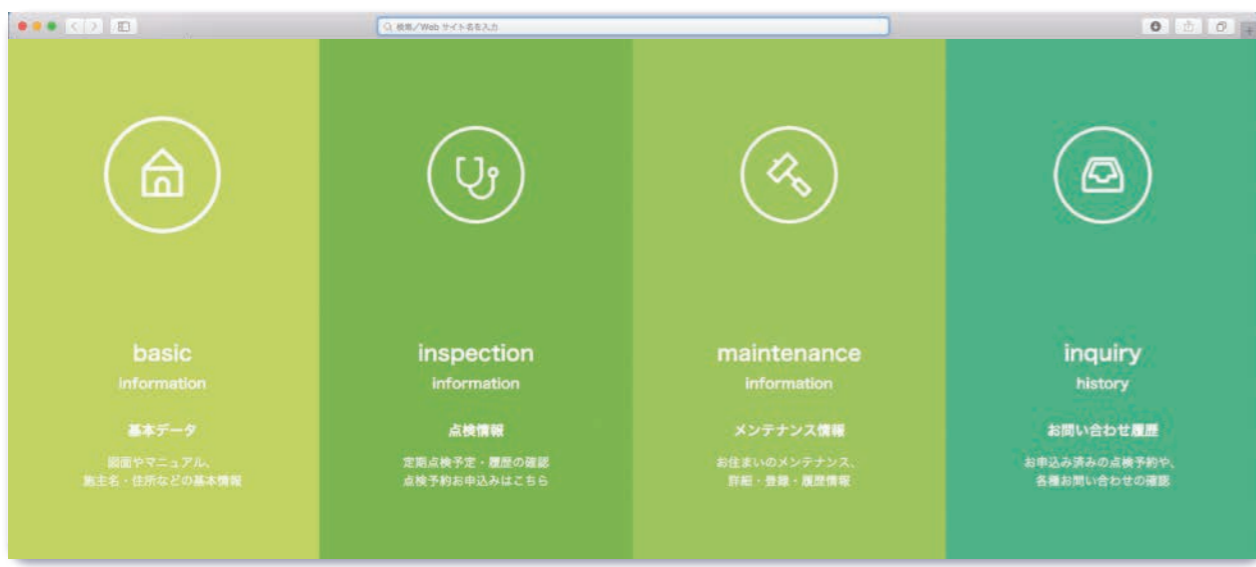 検索/Web サイト名を入力
basic
information
基本データ
図面やマニュアル、
施主名・住所などの基本情報
inspection
information
点検情報
定期点検予定・履歴の確認
点検予約お申込みはこちら
maintenance
information
メンテナンス情報
お住まいのメンテナンス、
詳細・登録・履歴情報
inquiry
history
お問い合わせ履歴
お申込み済みの点検予約や、
各種お問い合わせの確認